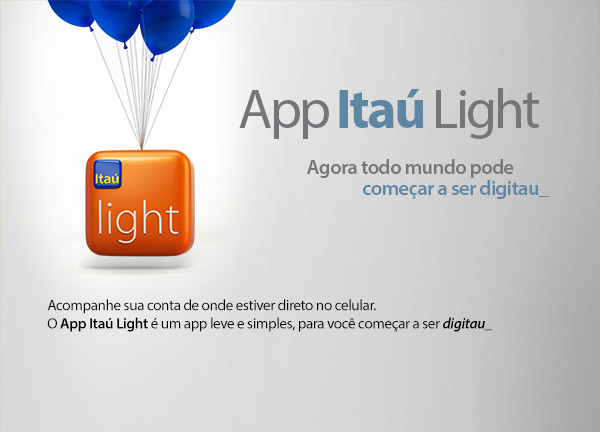 App Itaú Light
Agora todo mundo pode
começar a ser digitau_
Itaú
light
Acompanhe sua conta de onde estiver direto no celular.
O App Itaú Light é um app leve e simples, para você começar a ser digitau_